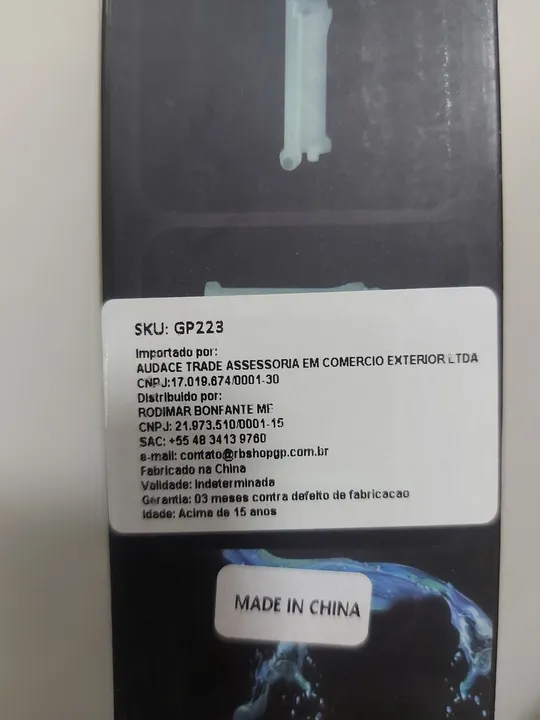 SKU: GP223
Importado por:
AUDACE TRADE ASSESSORIA EM COMERCIO EXTERIOR LTDA
CNPJ:17.019.674/0001-30
Distribuido por:
RODIMAR BONFANTE ME
CNPJ: 21.973.510/0001-15
SAC: +55 48 3413 9760
e-mail: contato@rbshopgp.com.br
Fabricado na China
Validade: Indeterminada
Garantia: 03 meses contra defeito de fabricacao
Idade: Acima de 15 anos
MADE IN CHINA